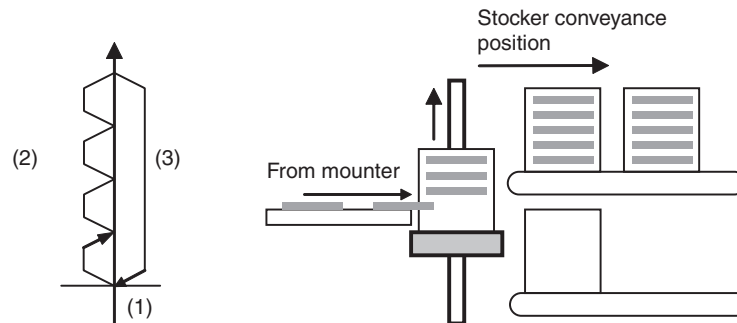 Stocker conveyance
position
(2)
(3)
From mounter
(1)